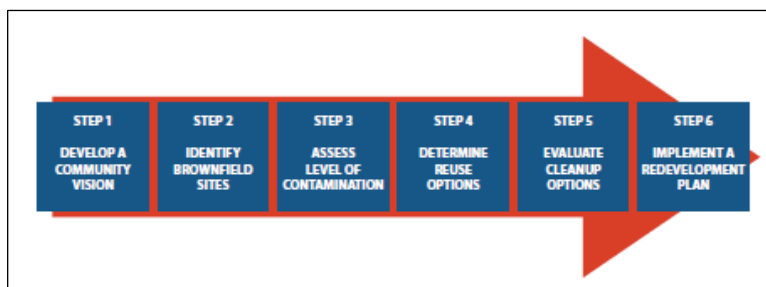 STEP 1
DEVELOP A
COMMUNITY
VISION
STEP 2
IDENTIFY
BROWNFIELD
SITES
STEP 3
ASSESS
LEVEL OF
CONTAMINATION
STEP 4
DETERMINE
REUSE
OPTIONS
STEP 5
EVALUATE
CLEANUP
OPTIONS
STEP 6
IMPLEMENT A
REDEVELOPMENT
PLAN